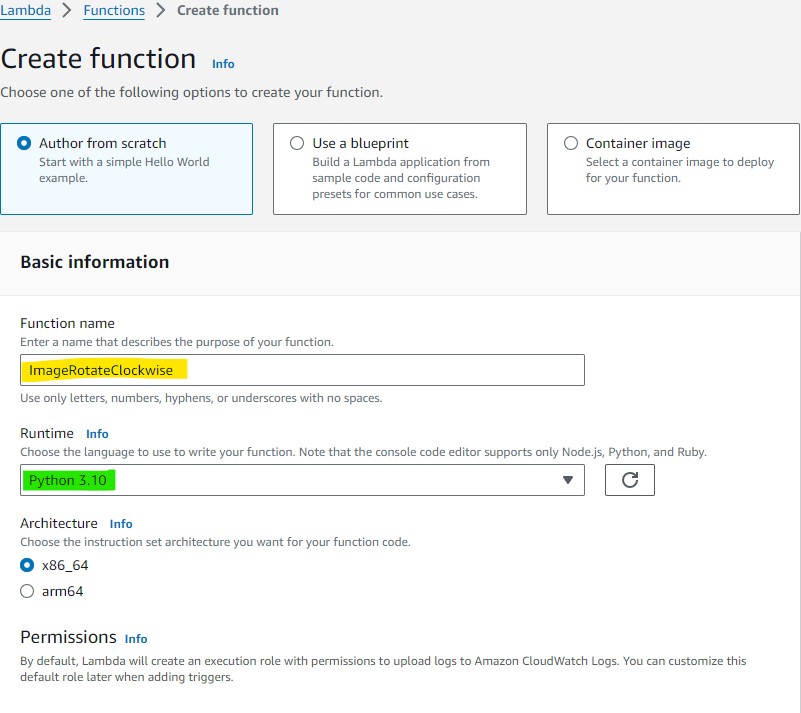 Lambda > Functions > Create function
Create function Info
Choose one of the following options to create your function.
Author from scratch
Start with a simple Hello World
example.
Use a blueprint
Build a Lambda application from
sample code and configuration
presets for common use cases.
Container image
Select a container image to deploy
for your function.
Basic information
Function name
Enter a name that describes the purpose of your function.
ImageRotateClockwise
Use only letters, numbers, hyphens, or underscores with no spaces.
Runtime Info
Choose the language to use to write your function. Note that the console code editor supports only Node.js, Python, and Ruby.
Python 3.10
Architecture Info
Choose the instruction set architecture you want for your function code.
x86_64
arm64
Permissions Info
By default, Lambda will create an execution role with permissions to upload logs to Amazon CloudWatch Logs. You can customize this
default role later when adding triggers.